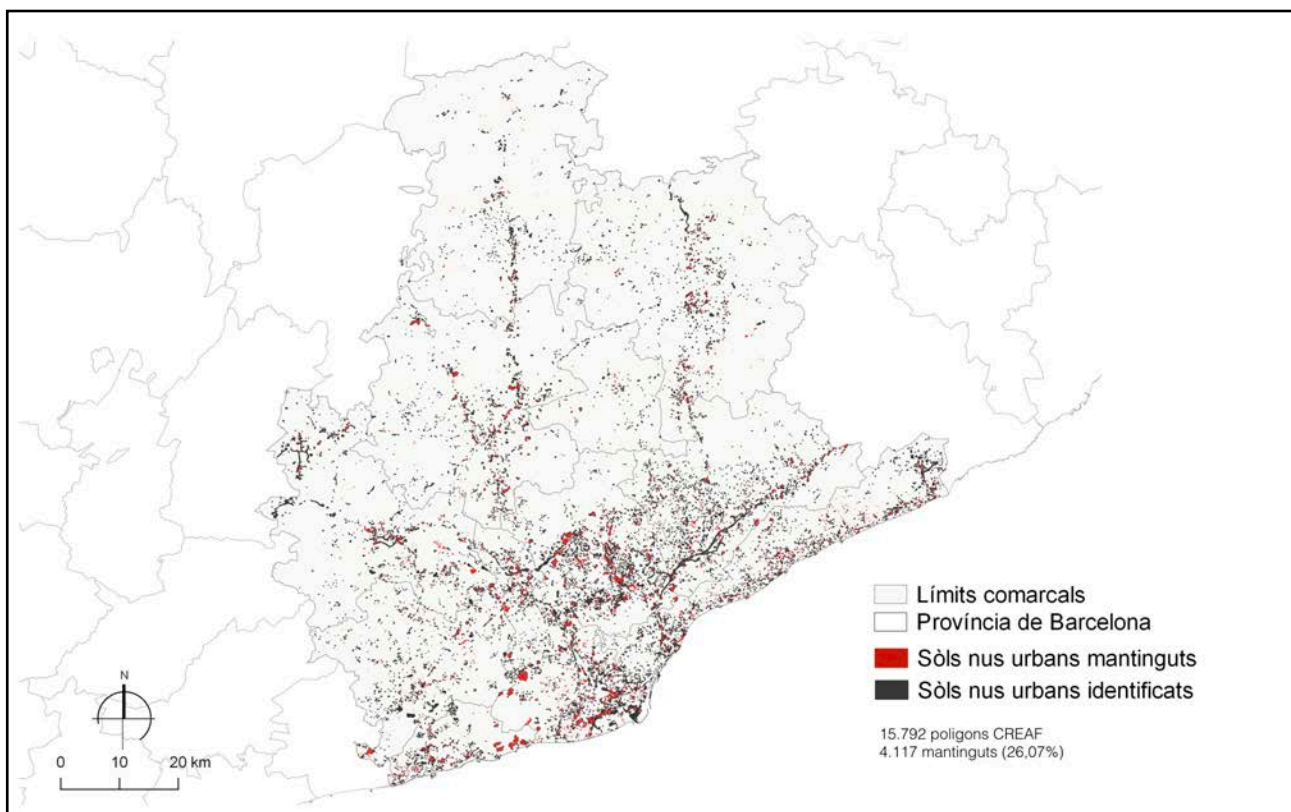 Límits comarcals
Província de Barcelona
Sòls nus urbans mantinguts
Sòls nus urbans identificats
15.792 poligons CREAF
4.117 mantinguts (26,07%)
N
0 10 20 km